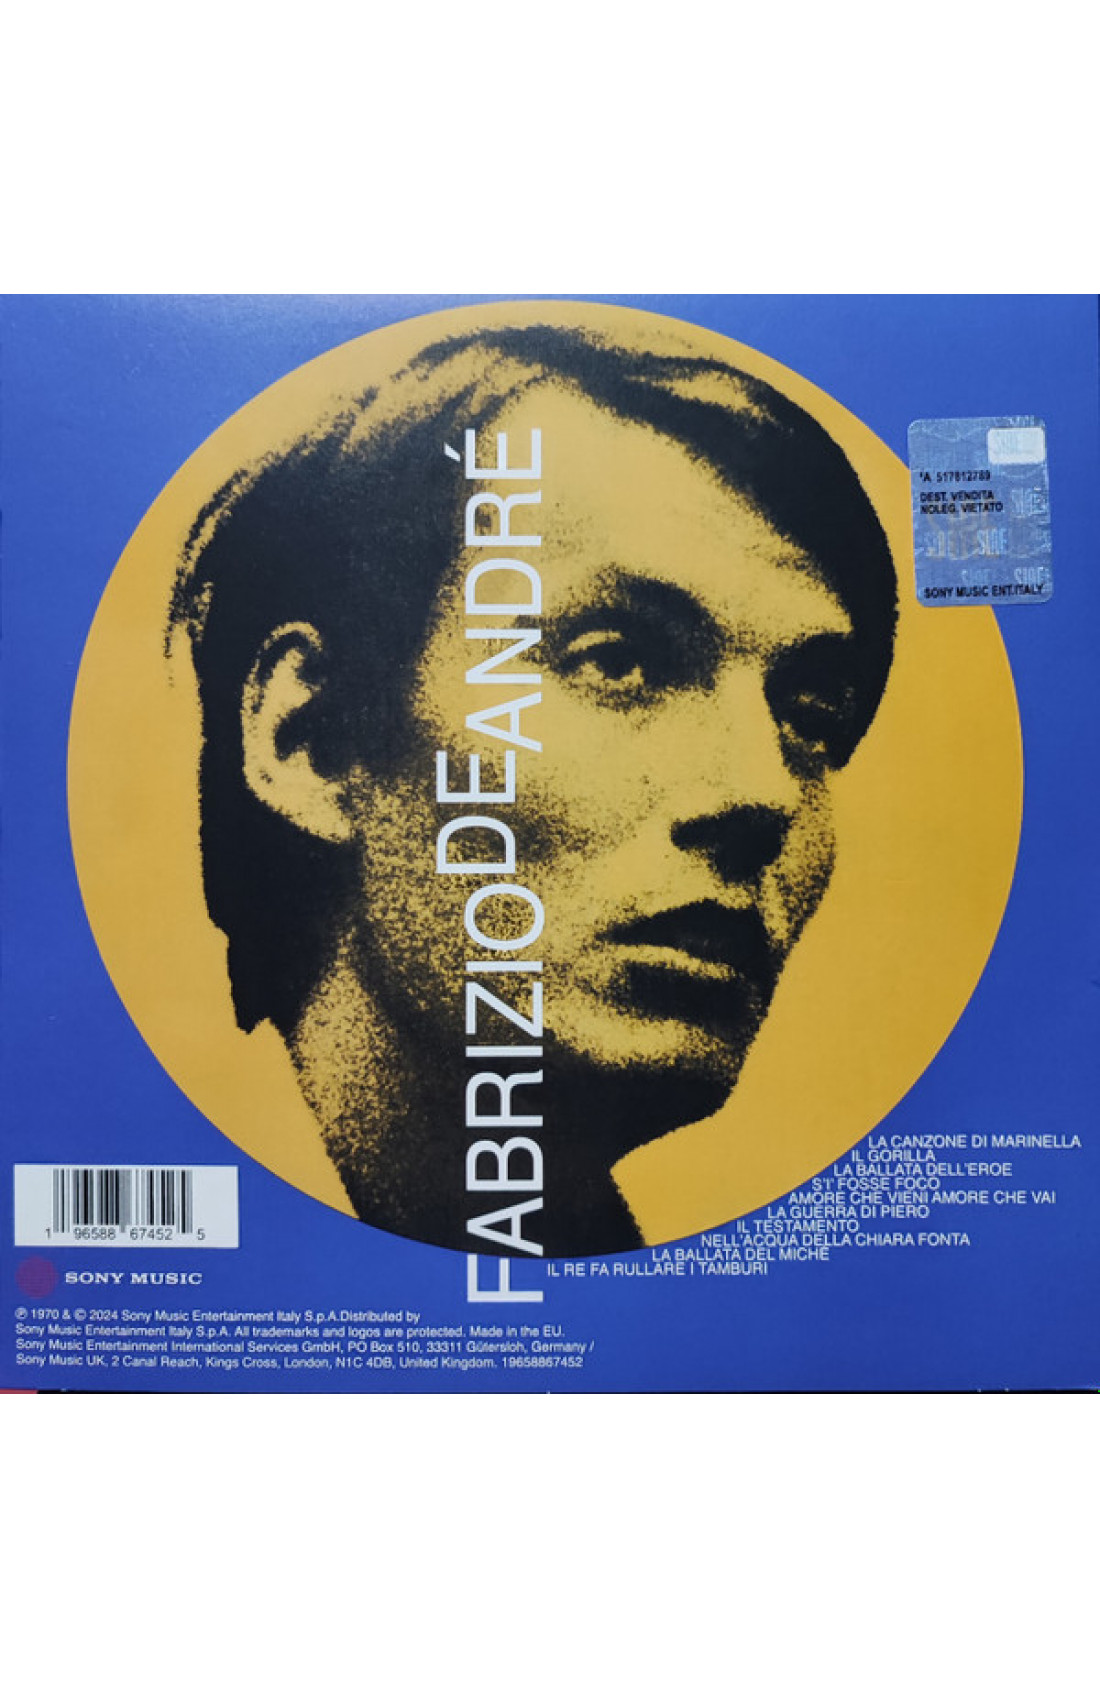 FABRIZIODEANDRÉ
*A 517812789
DEST. VENDITA
NOLEG. VIETATO
SONY MUSIC ENT.ITALY
LA CANZONE DI MARINELLA
IL GORILLA
LA BALLATA DELL'EROE
S'I' FOSSE FOCO
AMORE CHE VIENI AMORE CHE VAI
LA GUERRA DI PIERO
IL TESTAMENTO
NELL'ACQUA DELLA CHIARA FONTA
LA BALLATA DEL MICHÉ
IL RE FA RULLARE I TAMBURI
1 96588 67452 5
SONY MUSIC
℗ 1970 & © 2024 Sony Music Entertainment Italy S.p.A.Distributed by
Sony Music Entertainment Italy S.p.A. All trademarks and logos are protected. Made in the EU.
Sony Music Entertainment International Services GmbH, PO Box 510, 33311 Gütersloh, Germany /
Sony Music UK, 2 Canal Reach, Kings Cross, London, N1C 4DB, United Kingdom. 19658867452